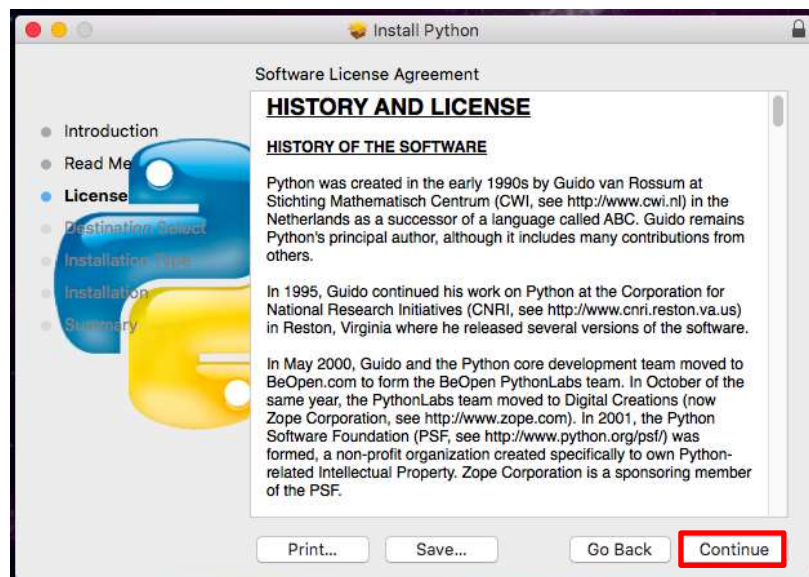 Install Python
Software License Agreement
Introduction
Read Me
License
Destination Select
Installation Type
Installation
Summary
HISTORY AND LICENSE
HISTORY OF THE SOFTWARE
Python was created in the early 1990s by Guido van Rossum at
Stichting Mathematisch Centrum (CWI, see http://www.cwi.nl) in the
Netherlands as a successor of a language called ABC. Guido remains
Python's principal author, although it includes many contributions from
others.
In 1995, Guido continued his work on Python at the Corporation for
National Research Initiatives (CNRI, see http://www.cnri.reston.va.us)
in Reston, Virginia where he released several versions of the software.
In May 2000, Guido and the Python core development team moved to
BeOpen.com to form the BeOpen PythonLabs team. In October of the
same year, the PythonLabs team moved to Digital Creations (now
Zope Corporation, see http://www.zope.com). In 2001, the Python
Software Foundation (PSF, see http://www.python.org/psf/) was
formed, a non-profit organization created specifically to own Python-
related Intellectual Property. Zope Corporation is a sponsoring member
of the PSF.
Print...
Save...
Go Back
Continue